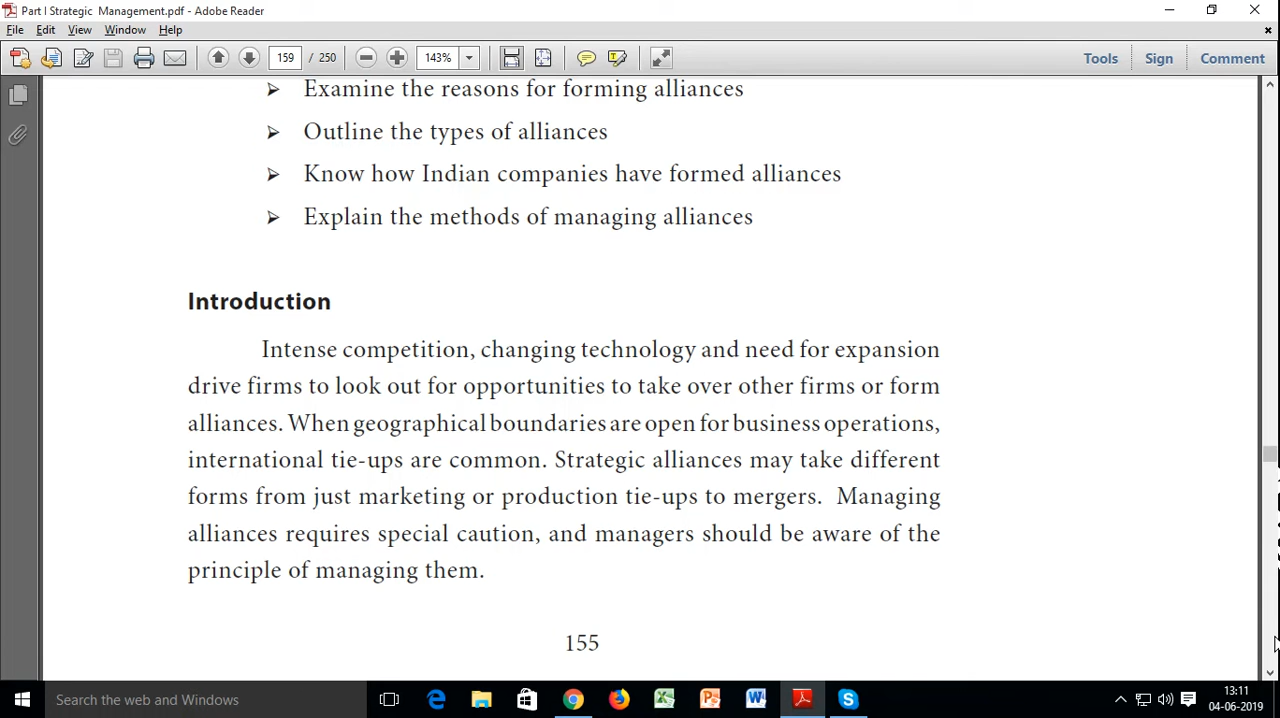 Part I Strategic  Management.pdf - Adobe Reader
File Edit View Window Help
159 / 250 143% Tools Sign Comment
➢ Examine the reasons for forming alliances
➢ Outline the types of alliances
➢ Know how Indian companies have formed alliances
➢ Explain the methods of managing alliances
Introduction
Intense competition, changing technology and need for expansion
drive firms to look out for opportunities to take over other firms or form
alliances. When geographical boundaries are open for business operations,
international tie-ups are common. Strategic alliances may take different
forms from just marketing or production tie-ups to mergers.  Managing
alliances requires special caution, and managers should be aware of the
principle of managing them.
155
Search the web and Windows
13:11
04-06-2019